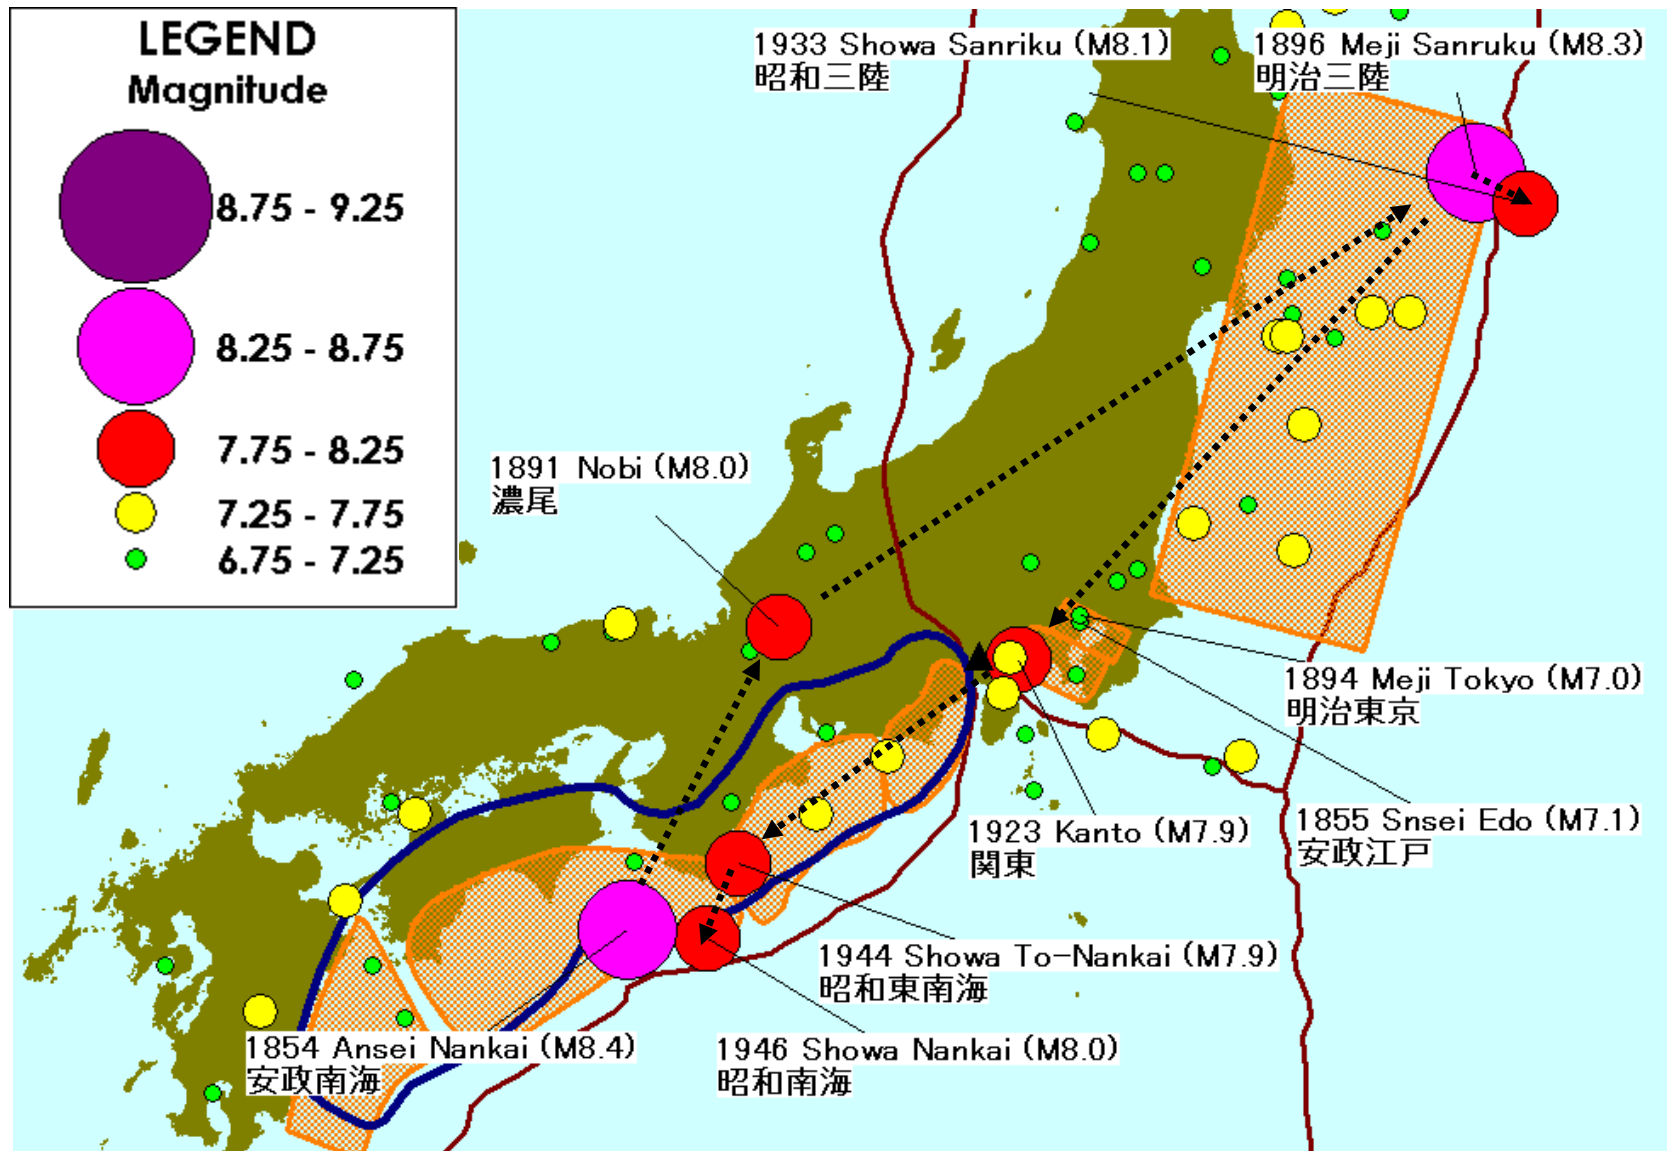 LEGEND
Magnitude
8.75 - 9.25
8.25 - 8.75
7.75 - 8.25
7.25 - 7.75
6.75 - 7.25
1933 Showa Sanriku (M8.1)
昭和三陸
1896 Meji Sanruku (M8.3)
明治三陸
1891 Nobi (M8.0)
濃尾
1894 Meji Tokyo (M7.0)
明治東京
1855 Snsei Edo (M7.1)
安政江戸
1923 Kanto (M7.9)
関東
1944 Showa To-Nankai (M7.9)
昭和東南海
1946 Showa Nankai (M8.0)
昭和南海
1854 Ansei Nankai (M8.4)
安政南海